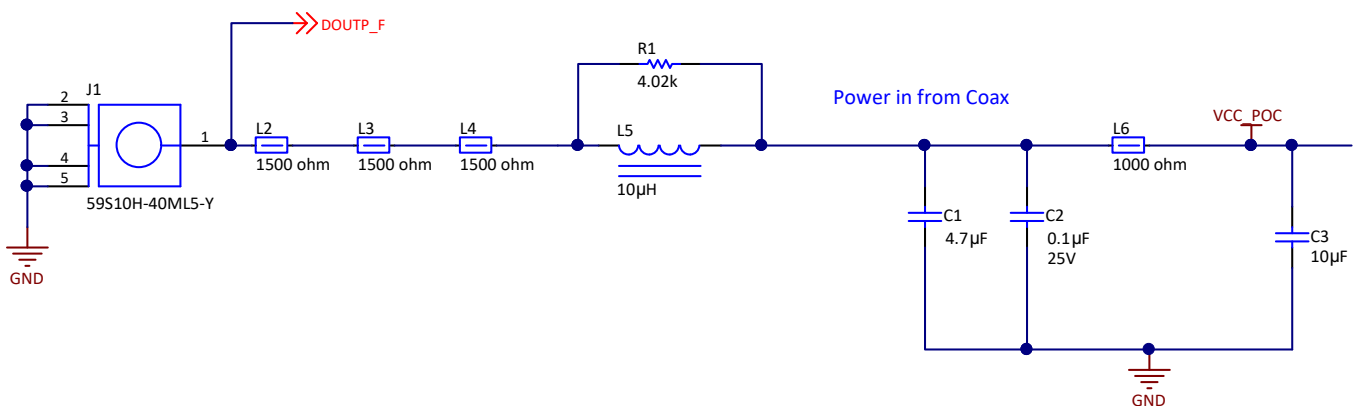 DOUTP_F
R1
4.02k
J1
2
3
4
5
1
59S10H-40ML5-Y
GND
L2
1500 ohm
L3
1500 ohm
L4
1500 ohm
L5
10µH
Power in from Coax
L6
1000 ohm
VCC_POC
C1
4.7µF
C2
0.1µF
25V
C3
10µF
GND